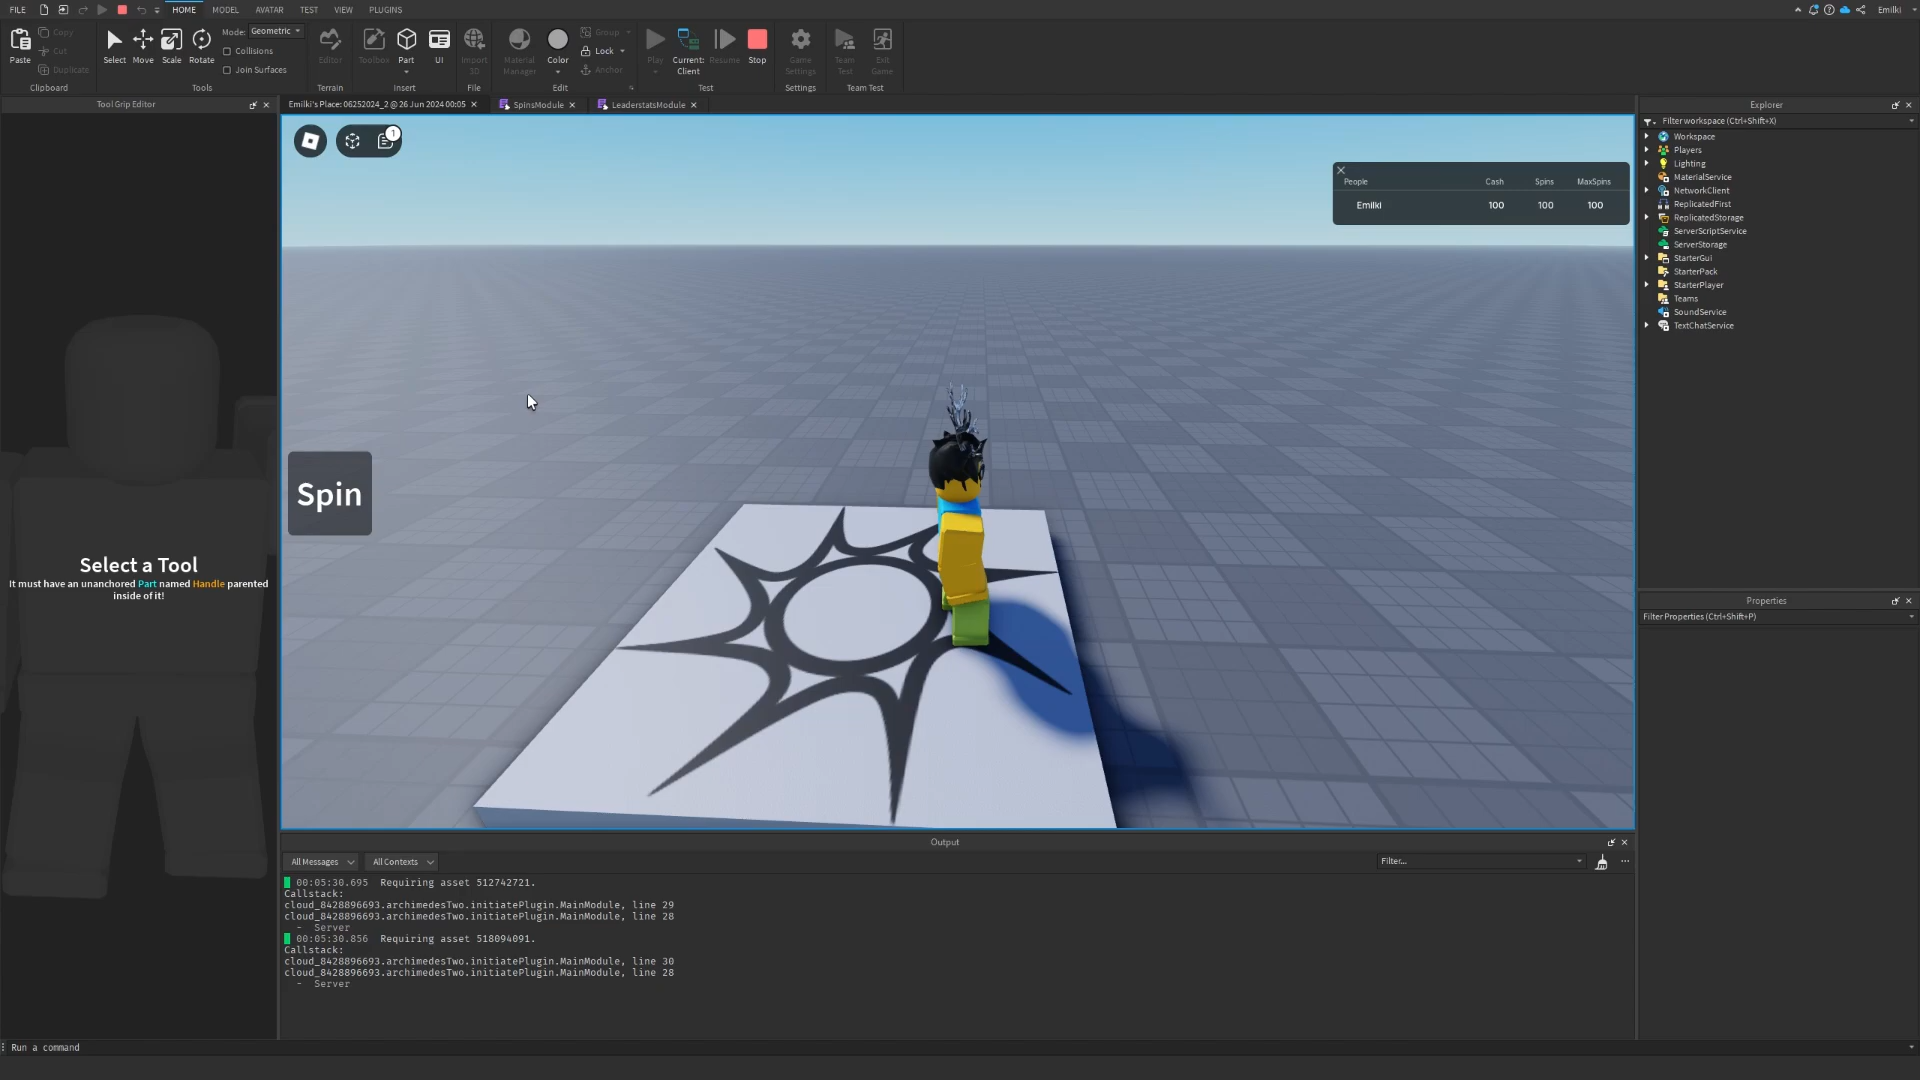 FILE
HOME MODEL AVATAR TEST VIEW PLUGINS
Emilki
Paste
Copy
Cut
Duplicate
Clipboard
Select Move Scale Rotate
Mode: Geometric
Collisions
Join Surfaces
Tools
Editor
Terrain
Toolbox Part UI
Insert
Import
3D
File
Material
Manager
Color
Group
Lock
Anchor
Edit
Play
Current:
Client
Resume Stop
Test
Game
Settings
Settings
Team
Test
Exit
Game
Team Test
Tool Grip Editor
Emilki's Place: 06252024_2 @ 26 Jun 2024 00:05
SpinsModule
LeaderstatsModule
Explorer
Filter workspace (Ctrl+Shift+X)
Workspace
Players
Lighting
MaterialService
NetworkClient
ReplicatedFirst
ReplicatedStorage
ServerScriptService
ServerStorage
StarterGui
StarterPack
StarterPlayer
Teams
SoundService
TextChatService
1
People Cash Spins MaxSpins
Emilki 100 100 100
Spin
Select a Tool
It must have an unanchored Part named Handle parented
inside of it!
Properties
Filter Properties (Ctrl+Shift+P)
Output
All Messages All Contexts
Filter...
00:05:30.695 Requiring asset 512742721.
Callstack:
cloud_8428896693.archimedesTwo.initiatePlugin.MainModule, line 29
cloud_8428896693.archimedesTwo.initiatePlugin.MainModule, line 28
- Server
00:05:30.856 Requiring asset 518094091.
Callstack:
cloud_8428896693.archimedesTwo.initiatePlugin.MainModule, line 30
cloud_8428896693.archimedesTwo.initiatePlugin.MainModule, line 28
- Server
Run a command